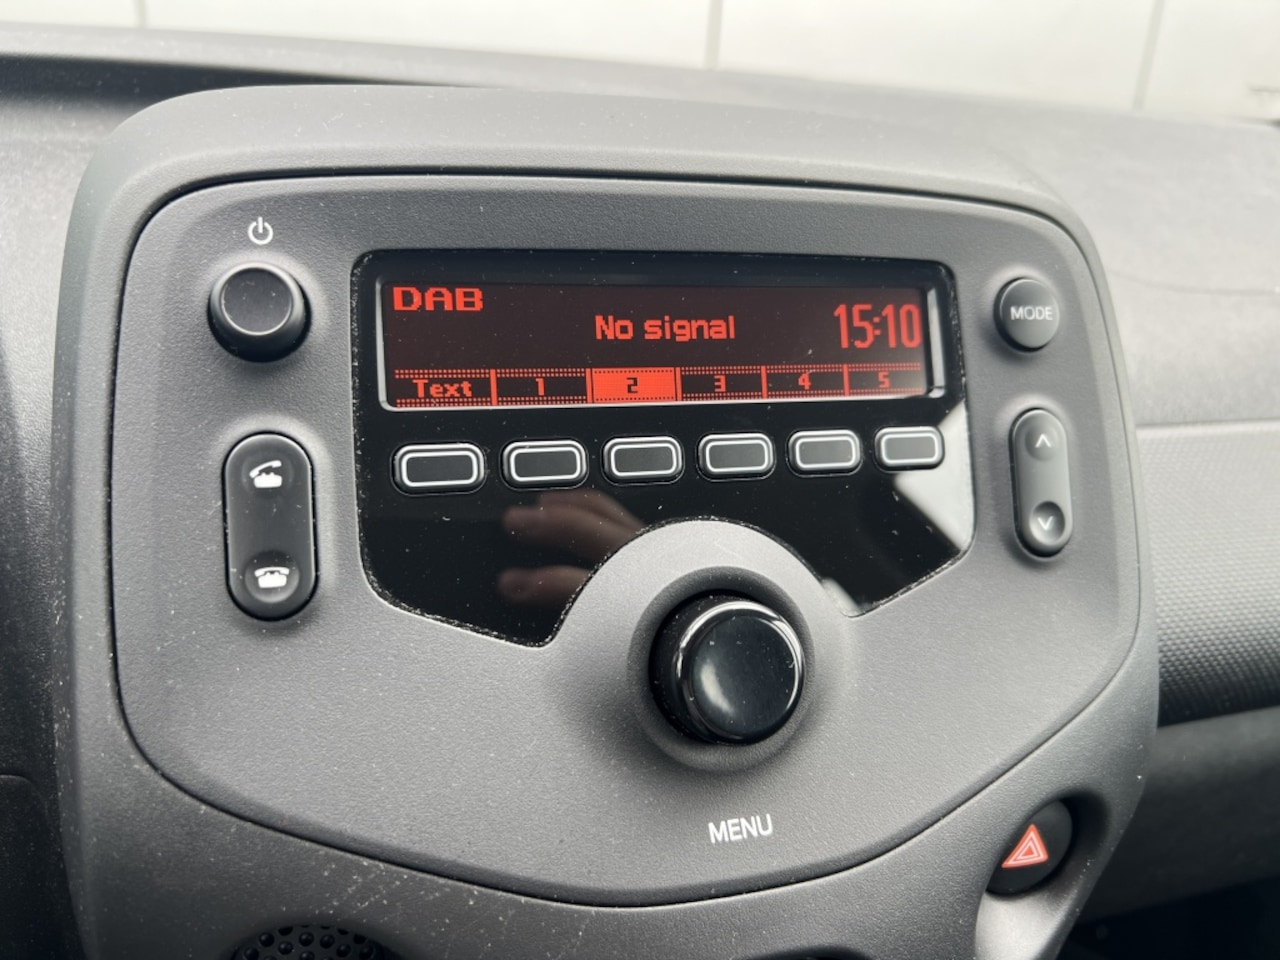 DAB
No signal
15:10
Text 1 2 3 4 5
MODE
MENU